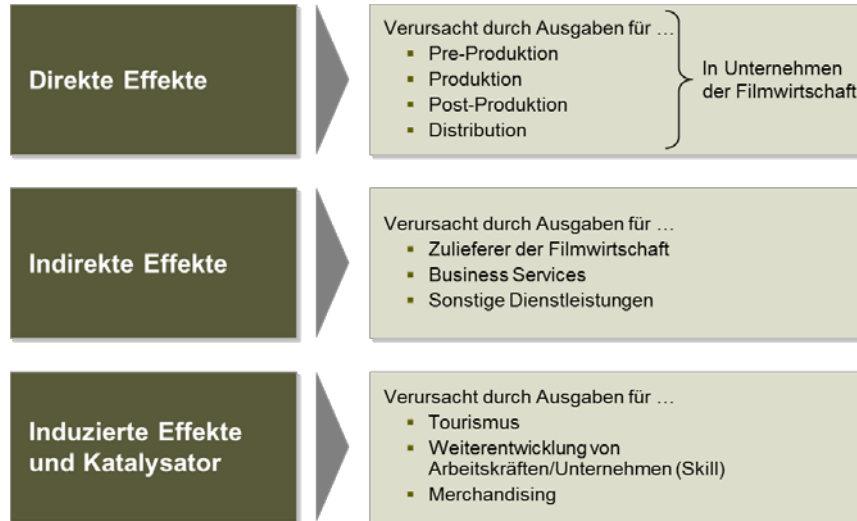 Direkte Effekte
Verursacht durch Ausgaben für …
Pre-Produktion
Produktion
Post-Produktion
Distribution
In Unternehmen
der Filmwirtschaft
Indirekte Effekte
Verursacht durch Ausgaben für …
Zulieferer der Filmwirtschaft
Business Services
Sonstige Dienstleistungen
Induzierte Effekte
und Katalysator
Verursacht durch Ausgaben für …
Tourismus
Weiterentwicklung von
Arbeitskräften/Unternehmen (Skill)
Merchandising